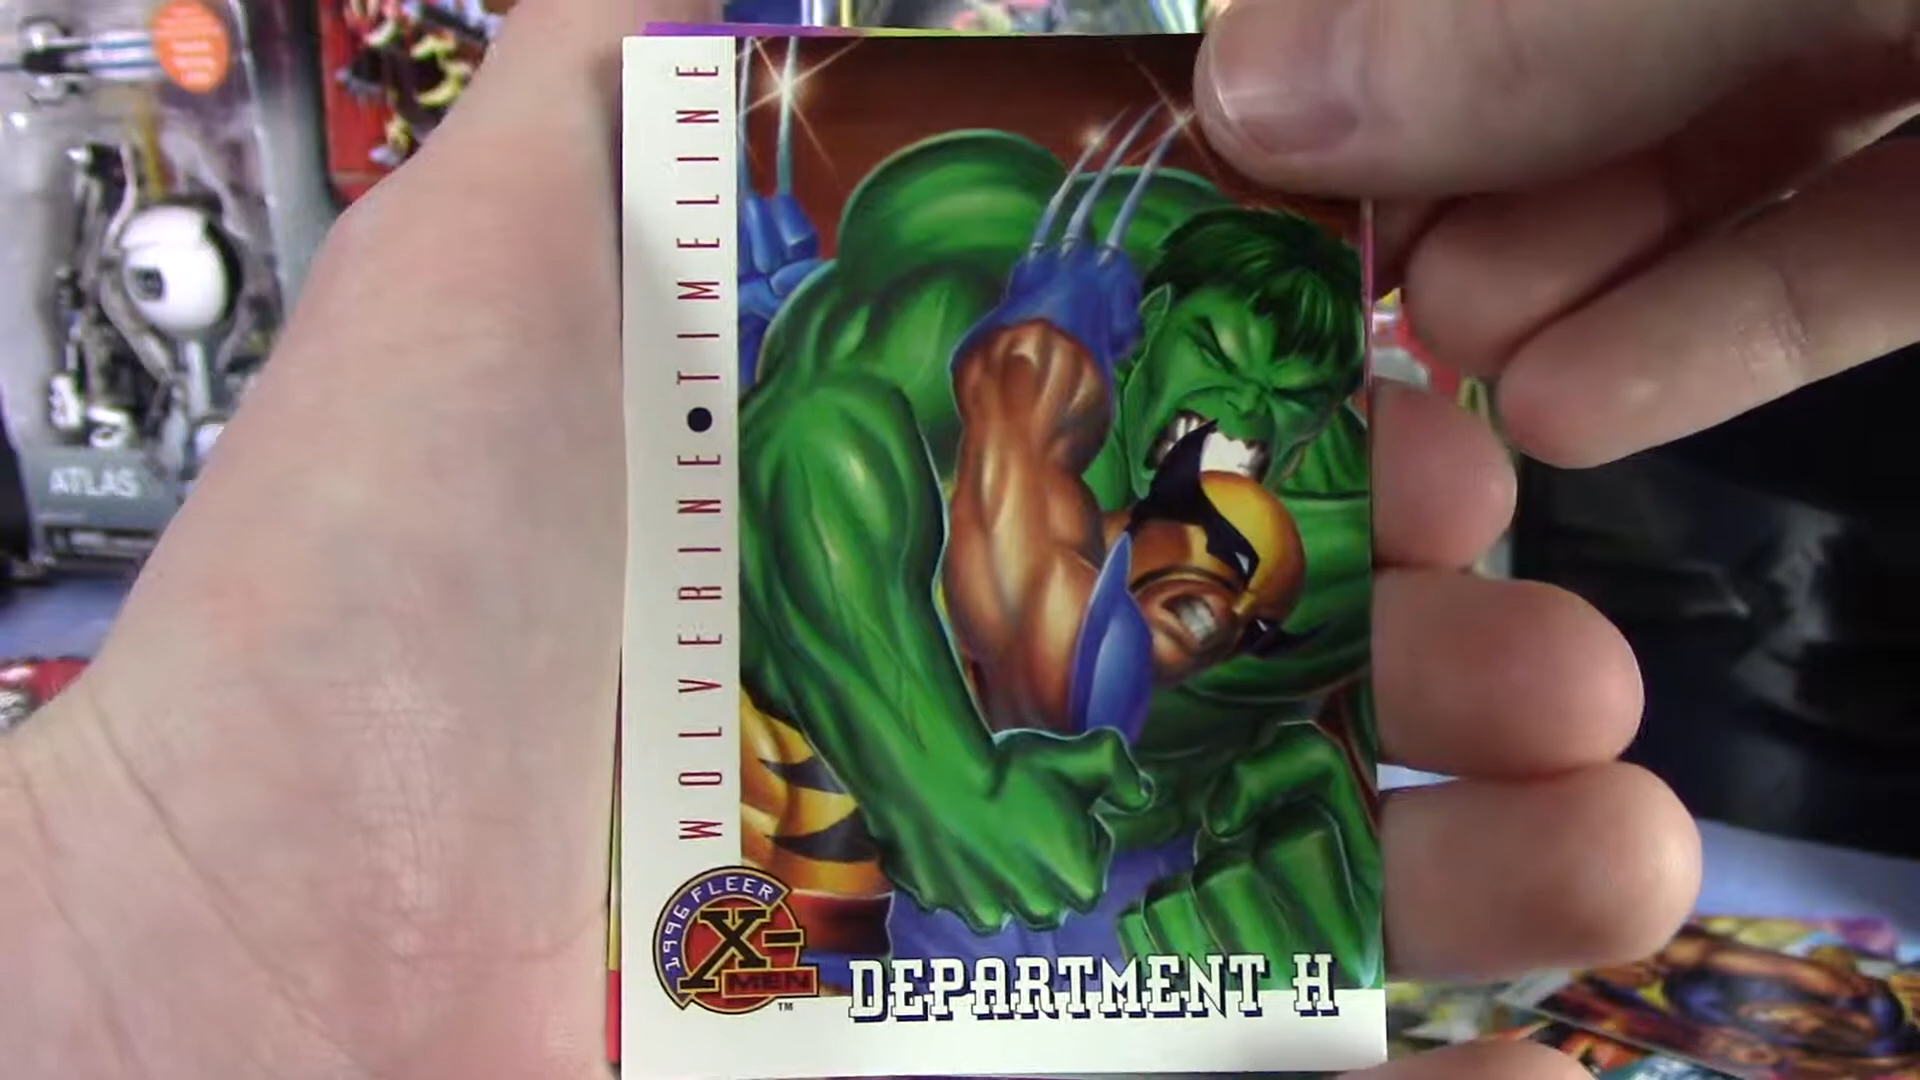 ATLAS
WOLVERINE • TIMELINE
1996 FLEER
X-
MEN
TM
DEPARTMENT H